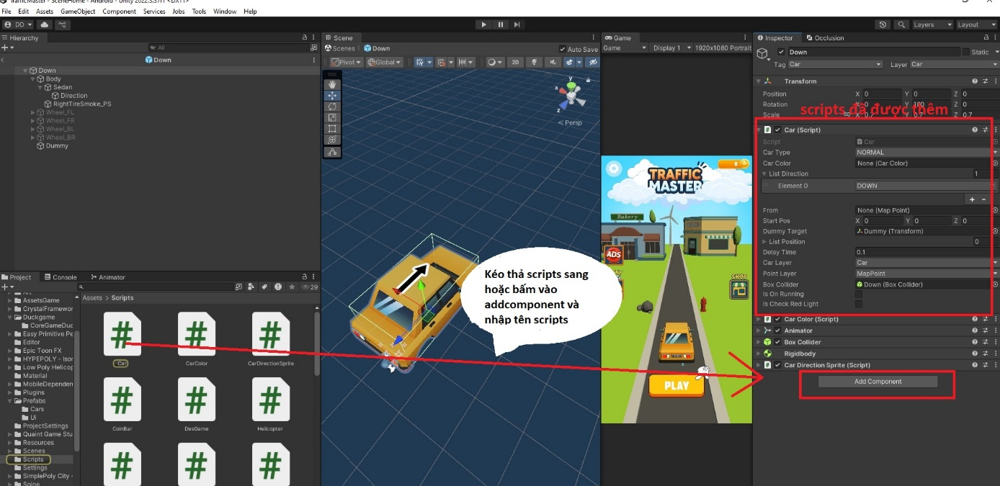 TrafficMaster - SceneHome - Android - Unity 2022.3.37f1 <DX11>
File Edit Assets GameObject Component Services Jobs Tools Window Help
DD Layers Layout
Hierarchy
All
Down
Down
Body
Sedan
Direction
RightTireSmoke_PS
Wheel_FL
Wheel_FR
Wheel_BL
Wheel_BR
Dummy
Scene
Scenes Down Auto Save
Pivot Global 2D
x y z
Persp
Game
Game Display 1 1920x1080 Portrait
TRAFFIC
MASTER
Bakery
ADS
SHOP
PLAY
Kéo thả scripts sang
hoặc bấm vào
addcomponent và
nhập tên scripts
Inspector Occlusion
Down Static
Tag Car Layer Car
Transform
Position X 0 Y 0 Z 0
Rotation X 0 Y 180 Z 0
scripts đã được thêm
Scale X 0.7 Y 0.7 Z 0.7
Car (Script)
Script Car
Car Type NORMAL
Car Color None (Car Color)
List Direction 1
Element 0 DOWN
+ -
From None (Map Point)
Start Pos X 0 Y 0 Z 0
Dummy Target Dummy (Transform)
List Position 0
Delay Time 0.1
Car Layer Car
Point Layer MapPoint
Box Collider Down (Box Collider)
Is On Running
Is Check Red Light
Car Color (Script)
Animator
Box Collider
Rigidbody
Car Direction Sprite (Script)
Add Component
Project Console Animator
29
Assets > Scripts
AssetsGame
CrystalFramewor
Duckgame
CoreGameDuc
Easy Primitive Pe
Editor
Epic Toon FX
HYPEPOLY - Isor
Low Poly Helicop
Material
MobileDependen
Plugins
Prefabs
Cars
Ui
ProjectSettings
Quaint Game Stu
Resources
Scenes
Scripts
Settings
SimplePoly City -
Spine
# # #
Car CarColor CarDirectionSprite
# # #
CoinBar DesGame Helicopter
# # #